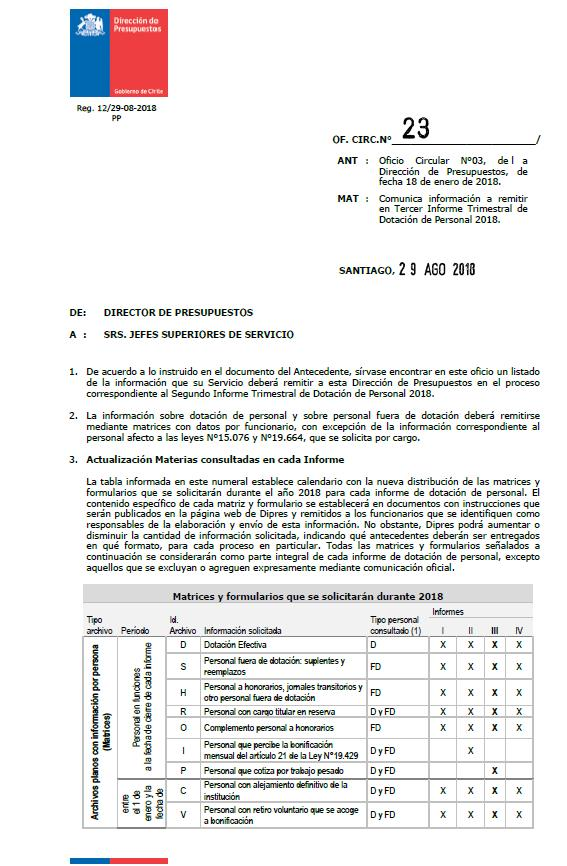 Dirección de
Presupuestos
Gobierno de Chile
Reg. 12/29-08-2018
PP
OF. CIRC.Nº 23 /
ANT : Oficio Circular Nº03, de l a
Dirección de Presupuestos, de
fecha 18 de enero de 2018.
MAT : Comunica información a remitir
en Tercer Informe Trimestral de
Dotación de Personal 2018.
SANTIAGO, 29 AGO 2018
DE: DIRECTOR DE PRESUPUESTOS
A : SRS. JEFES SUPERIORES DE SERVICIO
1. De acuerdo a lo instruido en el documento del Antecedente, sírvase encontrar en este oficio un listado
de la información que su Servicio deberá remitir a esta Dirección de Presupuestos en el proceso
correspondiente al Segundo Informe Trimestral de Dotación de Personal 2018.
2. La información sobre dotación de personal y sobre personal fuera de dotación deberá remitirse
mediante matrices con datos por funcionario, con excepción de la información correspondiente al
personal afecto a las leyes Nº15.076 y Nº19.664, que se solicita por cargo.
3. Actualización Materias consultadas en cada Informe
La tabla informada en este numeral establece calendario con la nueva distribución de las matrices y
formularios que se solicitarán durante el año 2018 para cada informe de dotación de personal. El
contenido específico de cada matriz y formulario se establecerá en documentos con instrucciones que
serán publicados en la página web de Dipres y remitidos a los funcionarios que se identifiquen como
responsables de la elaboración y envío de esta información. No obstante, Dipres podrá aumentar o
disminuir la cantidad de información solicitada, indicando qué antecedentes deberán ser entregados
en qué formato, para cada proceso en particular. Todas las matrices y formularios señalados a
continuación se considerarán como parte integral de cada informe de dotación de personal, excepto
aquellos que se excluyan o agreguen expresamente mediante comunicación oficial.
Matrices y formularios que se solicitarán durante 2018
Tipo archivo Período Id. Archivo Información solicitada Tipo personal consultado (1) Informes
I II III IV
Archivos planos con información por persona
(Matrices)
Personal en funciones
a la fecha de cierre de cada informe
D Dotación Efectiva D X X X X
S Personal fuera de dotación: suplentes y
reemplazos FD X X X X
H Personal a honorarios, jornales transitorios y
otro personal fuera de dotación FD X X X X
R Personal con cargo titular en reserva D y FD X X X X
O Complemento personal a honorarios FD X X X X
I Personal que percibe la bonificación
mensual del artículo 21 de la Ley Nº19.429 D y FD X
P Personal que cotiza por trabajo pesado D y FD X
entre
el 1 de
enero y la
fecha de
C Personal con alejamiento definitivo de la
institución D y FD X X X X
V Personal con retiro voluntario que se acoge
a bonificación D y FD X X X X